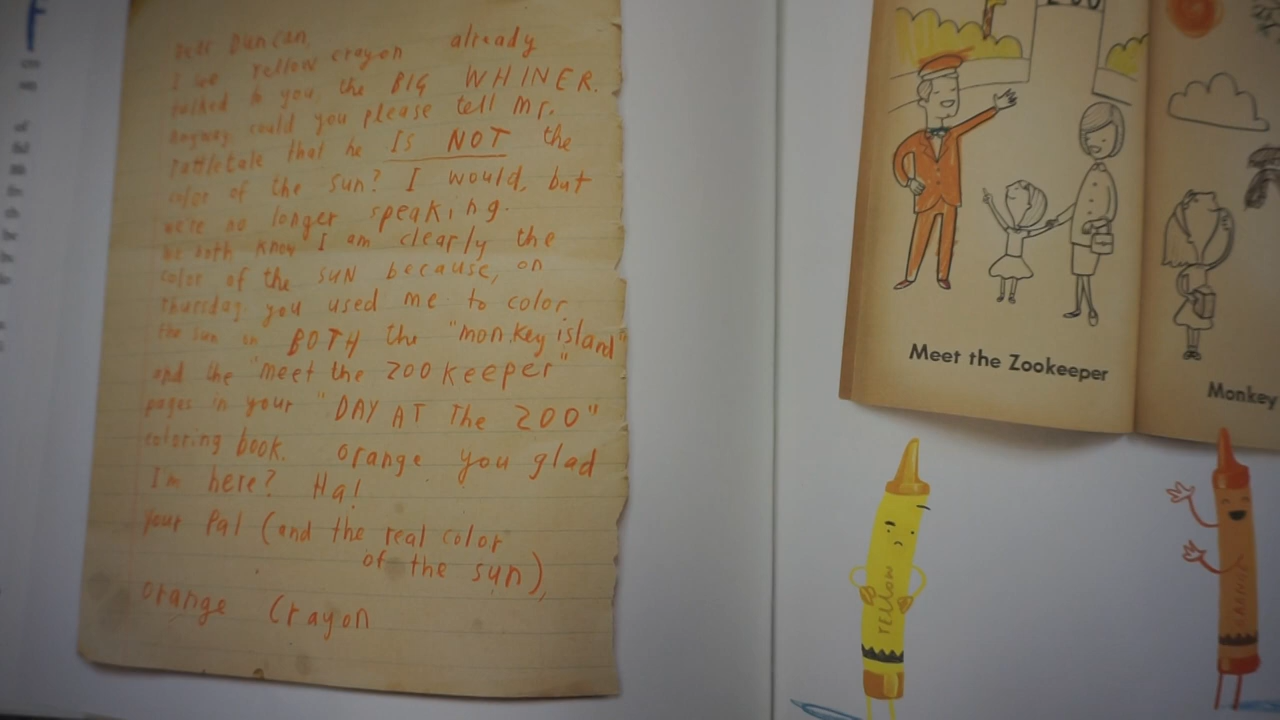 Dear Duncan,
I see Yellow Crayon already
talked to you, the BIG WHINER.
Anyway could you please tell Mr.
Tattletale that he IS NOT the
color of the sun? I would, but
we're no longer speaking.
We both know I am clearly the
color of the sun because, on
Thursday, you used me to color
the sun on BOTH the "monkey island"
and the "meet the zookeeper"
pages in your "DAY AT The ZOO"
coloring book. orange you glad
I'm here? Ha!
Your Pal (and the real color
of the sun),
Orange Crayon
Meet the Zookeeper
Monkey
YELLOW